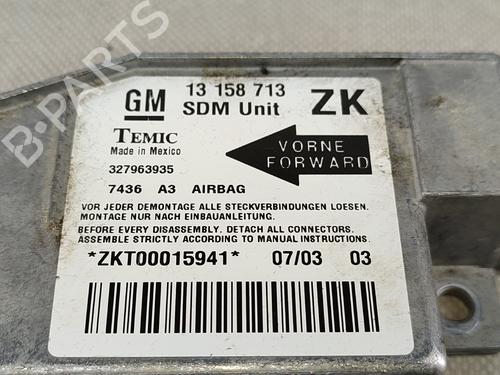 GM 13 158 713 ZK
SDM Unit
TEMIC
Made in Mexico
VORNE
FORWARD
327963935
7436 A3 AIRBAG
VOR JEDER DEMONTAGE ALLE STECKVERBINDUNGEN LOESEN.
MONTAGE NUR NACH EINBAUANLEITUNG.
BEFORE EVERY DISASSEMBLY. DETACH ALL CONNECTORS.
ASSEMBLE STRICTLY ACCORDING TO MANUAL INSTRUCTIONS.
*ZKT00015941* 07/03 03
B-PARTS